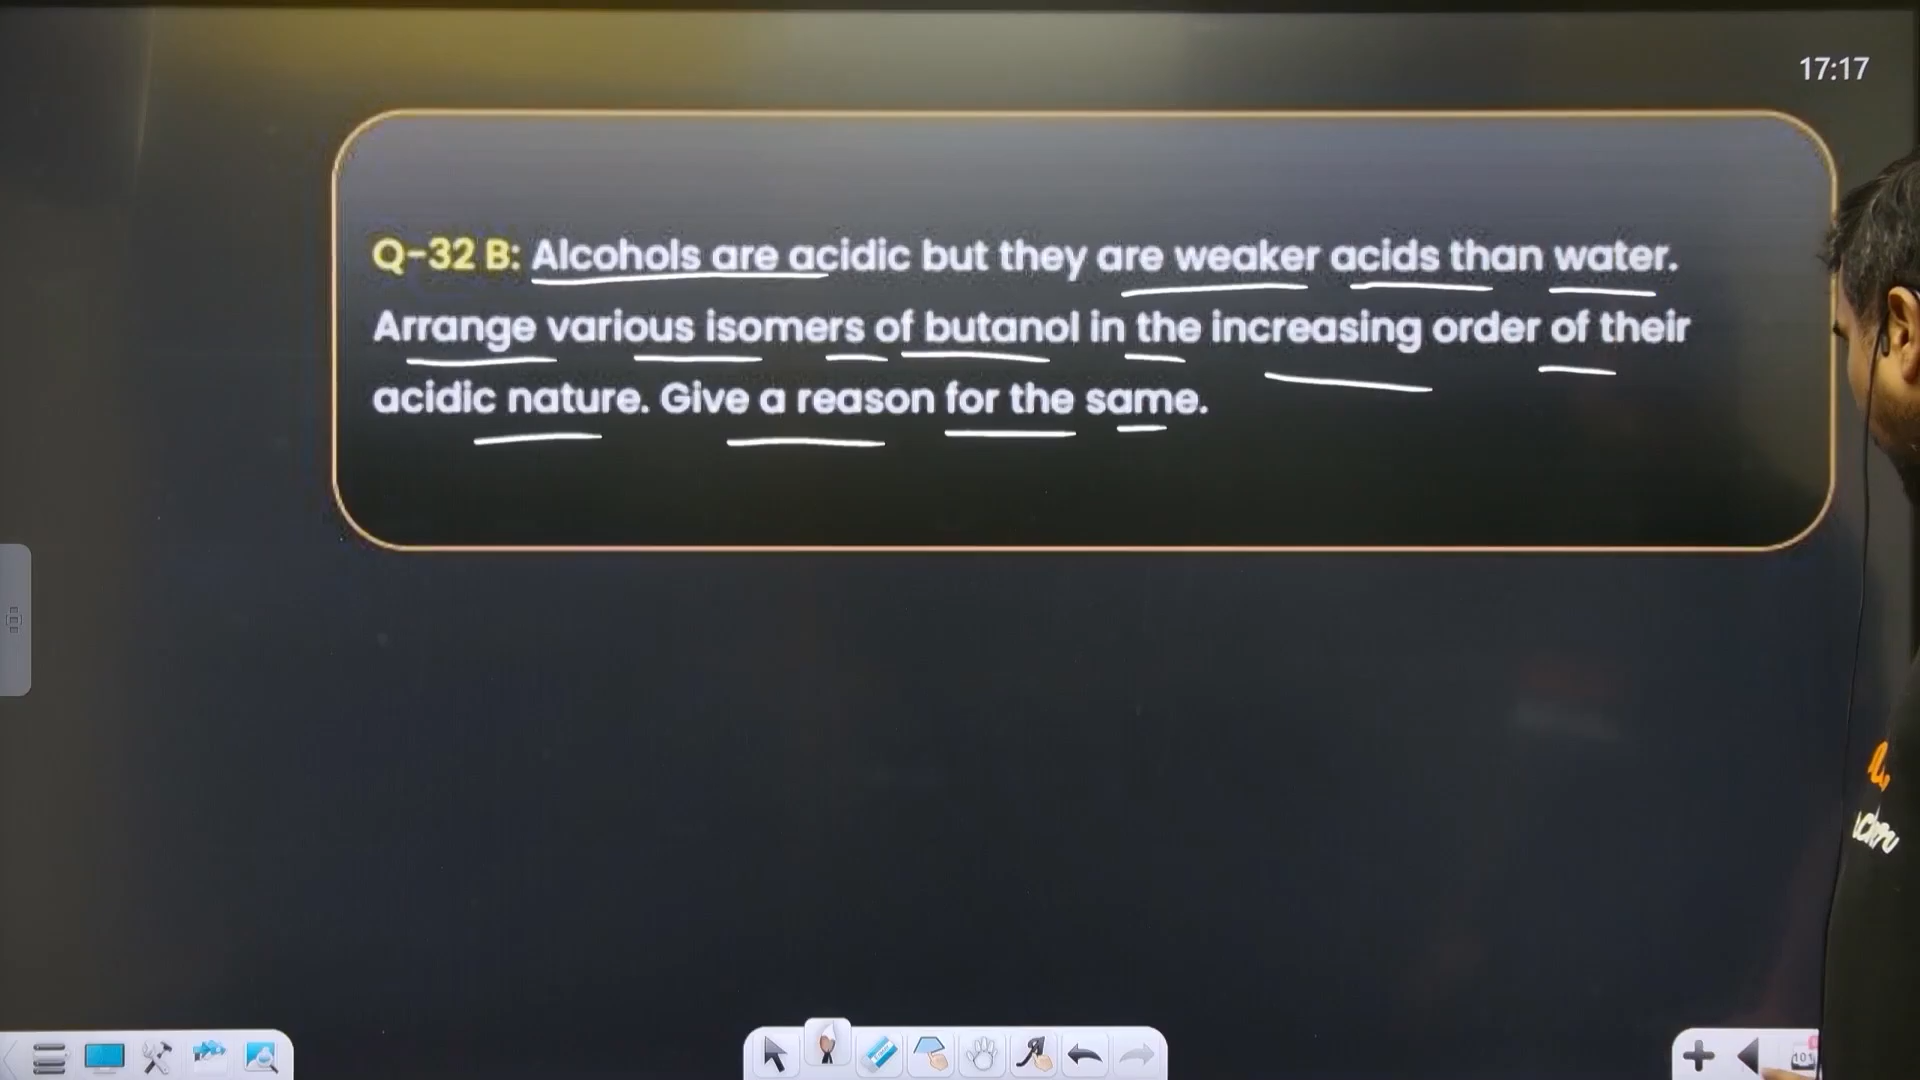 17:17
Q-32 B: Alcohols are acidic but they are weaker acids than water.
Arrange various isomers of butanol in the increasing order of their
acidic nature. Give a reason for the same.
101